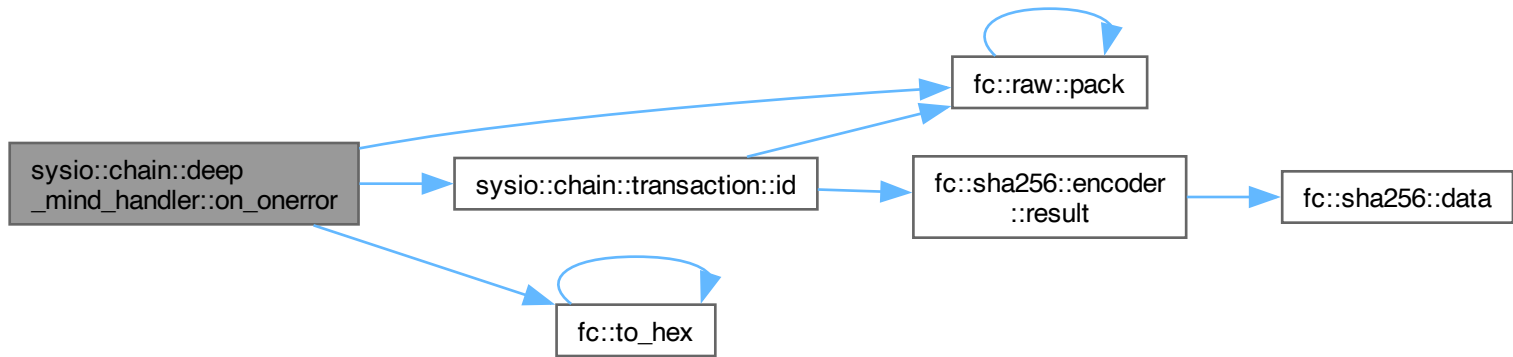 sysio::chain::deep
_mind_handler::on_onerror
sysio::chain::transaction::id
fc::raw::pack
fc::sha256::encoder
::result
fc::sha256::data
fc::to_hex